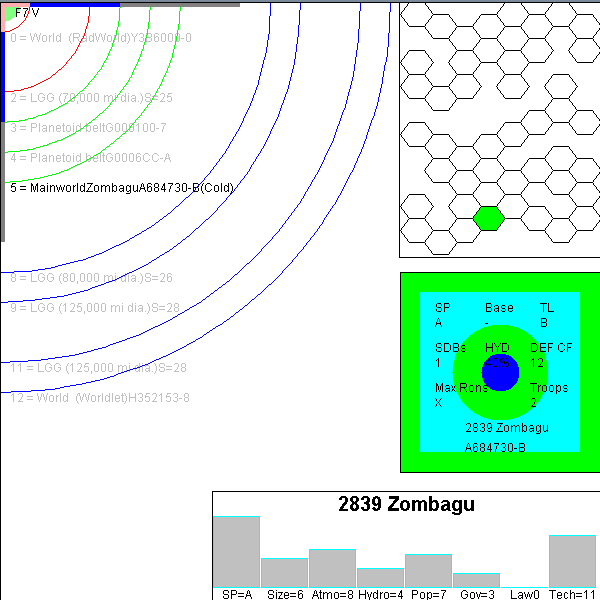 F7 V
0 = World  (RadWorld)Y3B6000-0
2 = LGG (70,000 mi dia.)S=25
3 = Planetoid beltG000100-7
4 = Planetoid beltG0006CC-A
5 = MainworldZombaguA684730-B(Cold)
8 = LGG (80,000 mi dia.)S=26
9 = LGG (125,000 mi dia.)S=28
11 = LGG (125,000 mi dia.)S=28
12 = World  (Worldlet)H352153-8
SP Base TL
A - B
SDBs HYD DEF CF
1 40% 12
Max Rons Troops
X 2
2839 Zombagu
A684730-B
2839 Zombagu
SP=A Size=6 Atmo=8 Hydro=4 Pop=7 Gov=3 Law0 Tech=11